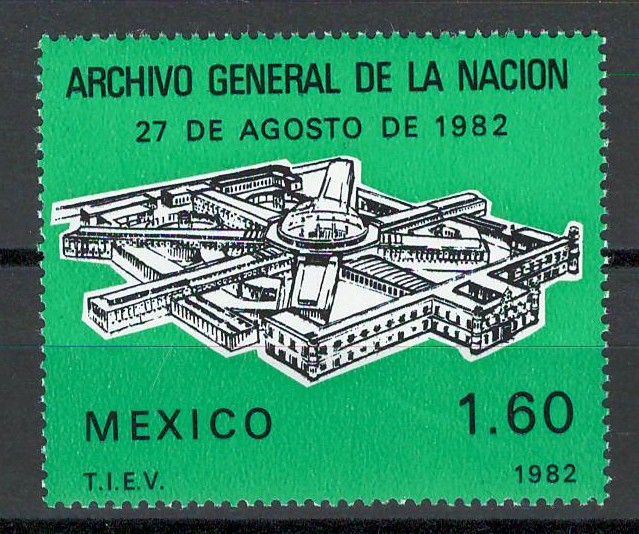 ARCHIVO GENERAL DE LA NACION
27 DE AGOSTO DE 1982
MEXICO 1.60
T.I.E.V. 1982